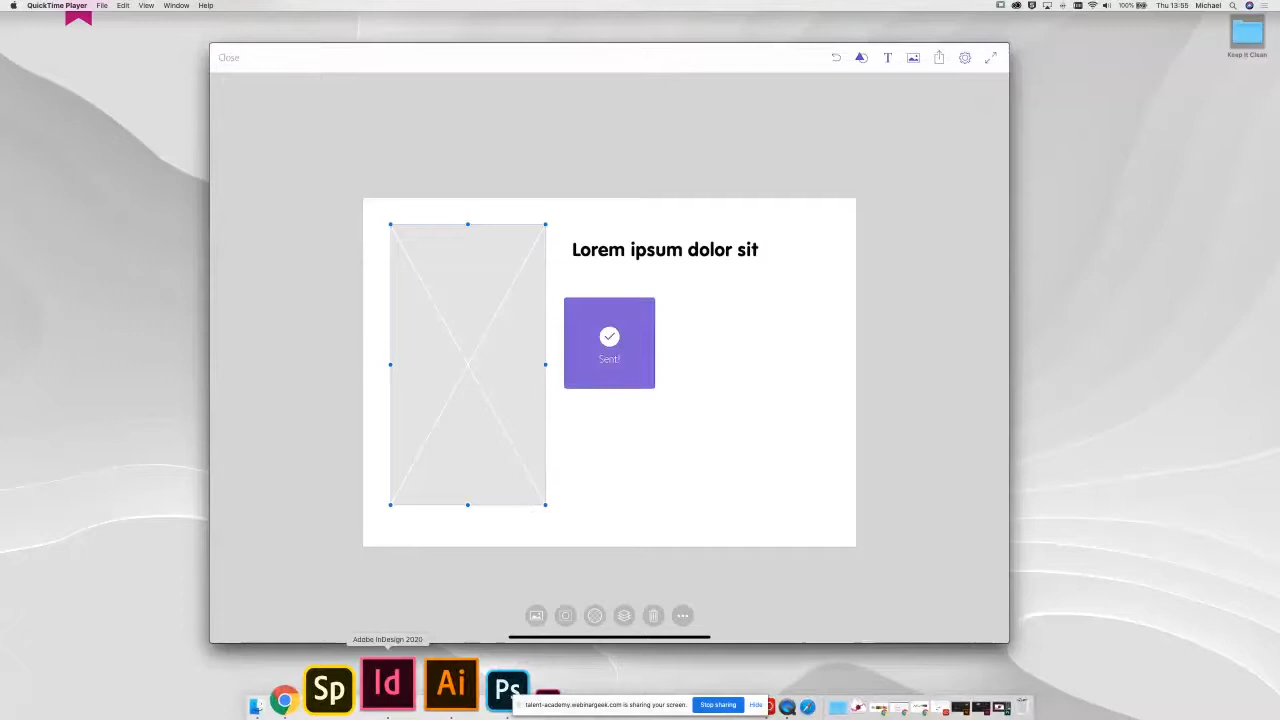 QuickTime Player File Edit View Window Help
100% Thu 13:55 Michael
Keep It Clean
Close
T
Lorem ipsum dolor sit
Sent!
Adobe InDesign 2020
Sp Id Ai Ps
talent-academy.webinargeek.com is sharing your screen. Stop sharing Hide